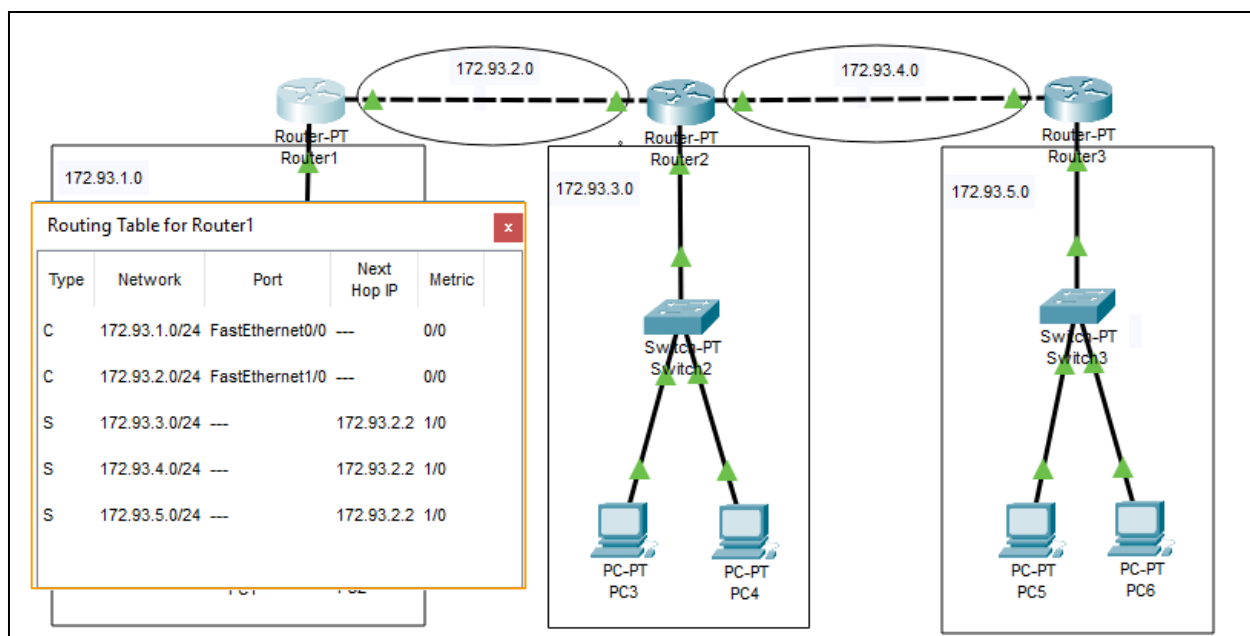 172.93.2.0
172.93.4.0
Router-PT
Router1
Router-PT
Router2
Router-PT
Router3
172.93.1.0
172.93.3.0
172.93.5.0
Routing Table for Router1
x
Type Network Port Next Hop IP Metric
C 172.93.1.0/24 FastEthernet0/0 --- 0/0
C 172.93.2.0/24 FastEthernet1/0 --- 0/0
S 172.93.3.0/24 --- 172.93.2.2 1/0
S 172.93.4.0/24 --- 172.93.2.2 1/0
S 172.93.5.0/24 --- 172.93.2.2 1/0
Switch-PT
Switch2
Switch-PT
Switch3
PC-PT
PC3
PC-PT
PC4
PC-PT
PC5
PC-PT
PC6